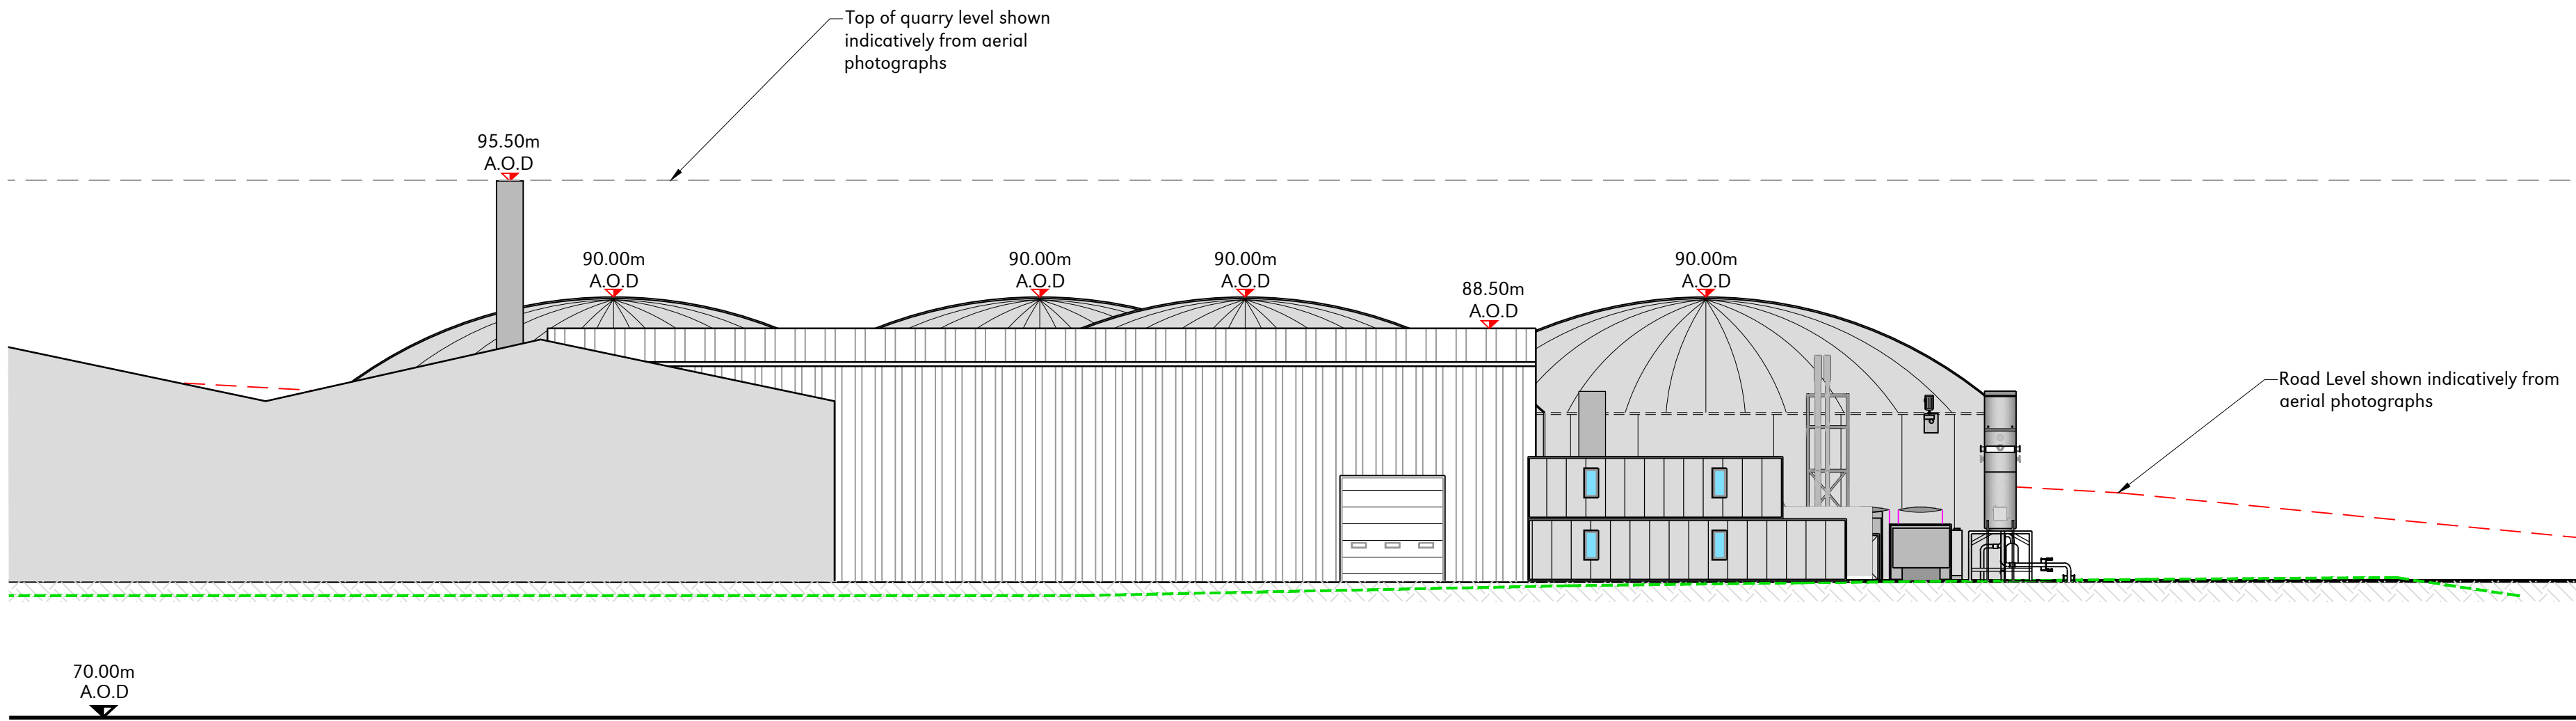 Top of quarry level shown
indicatively from aerial
photographs
95.50m
A.O.D
90.00m
A.O.D
90.00m
A.O.D
90.00m
A.O.D
88.50m
A.O.D
90.00m
A.O.D
Road Level shown indicatively from
aerial photographs
70.00m
A.O.D